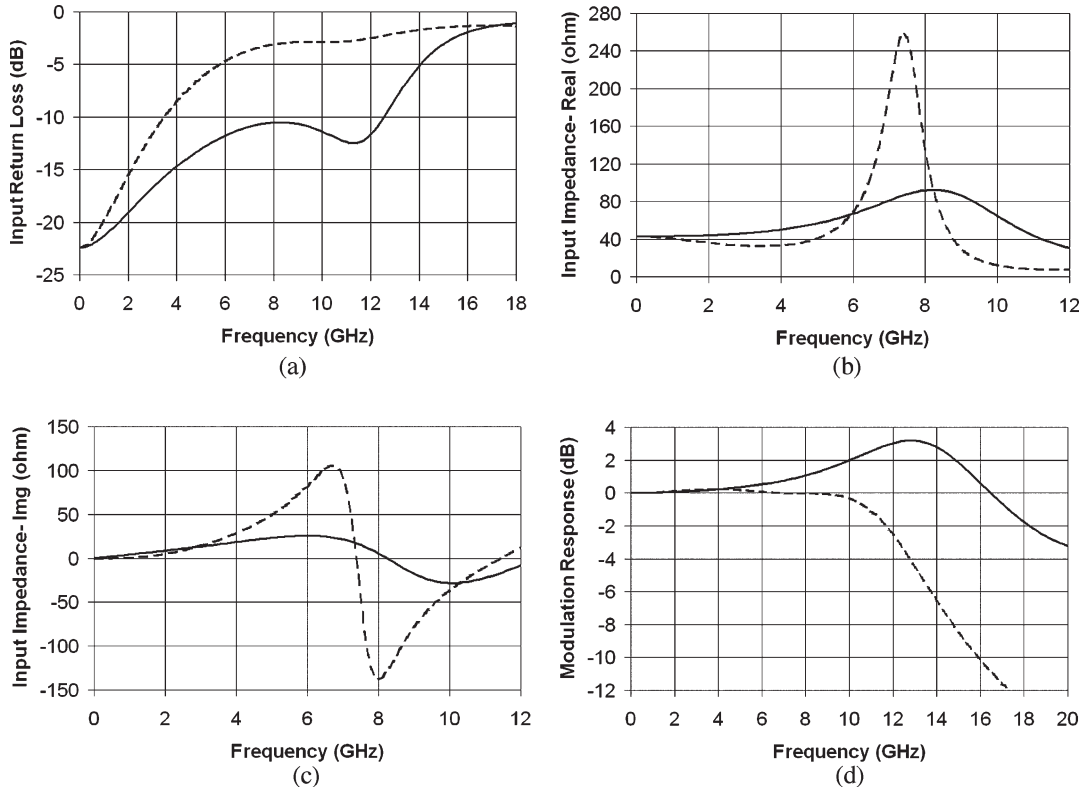 Input Return Loss (dB)
0
-5
-10
-15
-20
-25
0 2 4 6 8 10 12 14 16 18
Frequency (GHz)
(a)
Input Impedance- Real (ohm)
280
240
200
160
120
80
40
0
0 2 4 6 8 10 12
Frequency (GHz)
(b)
Input Impedance- Img (ohm)
150
100
50
0
-50
-100
-150
0 2 4 6 8 10 12
Frequency (GHz)
(c)
Modulation Response (dB)
4
2
0
-2
-4
-6
-8
-10
-12
0 2 4 6 8 10 12 14 16 18 20
Frequency (GHz)
(d)